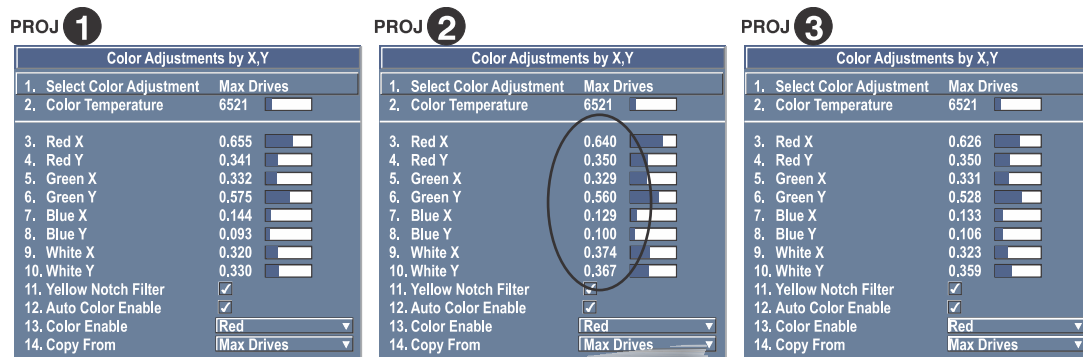 PROJ 1
Color Adjustments by X,Y
1. Select Color Adjustment Max Drives
2. Color Temperature 6521
3. Red X 0.655
4. Red Y 0.341
5. Green X 0.332
6. Green Y 0.575
7. Blue X 0.144
8. Blue Y 0.093
9. White X 0.320
10. White Y 0.330
11. Yellow Notch Filter
12. Auto Color Enable
13. Color Enable Red
14. Copy From Max Drives
PROJ 2
Color Adjustments by X,Y
1. Select Color Adjustment Max Drives
2. Color Temperature 6521
3. Red X 0.640
4. Red Y 0.350
5. Green X 0.329
6. Green Y 0.560
7. Blue X 0.129
8. Blue Y 0.100
9. White X 0.374
10. White Y 0.367
11. Yellow Notch Filter
12. Auto Color Enable
13. Color Enable Red
14. Copy From Max Drives
PROJ 3
Color Adjustments by X,Y
1. Select Color Adjustment Max Drives
2. Color Temperature 6521
3. Red X 0.626
4. Red Y 0.350
5. Green X 0.331
6. Green Y 0.528
7. Blue X 0.133
8. Blue Y 0.106
9. White X 0.323
10. White Y 0.359
11. Yellow Notch Filter
12. Auto Color Enable
13. Color Enable Red
14. Copy From Max Drives